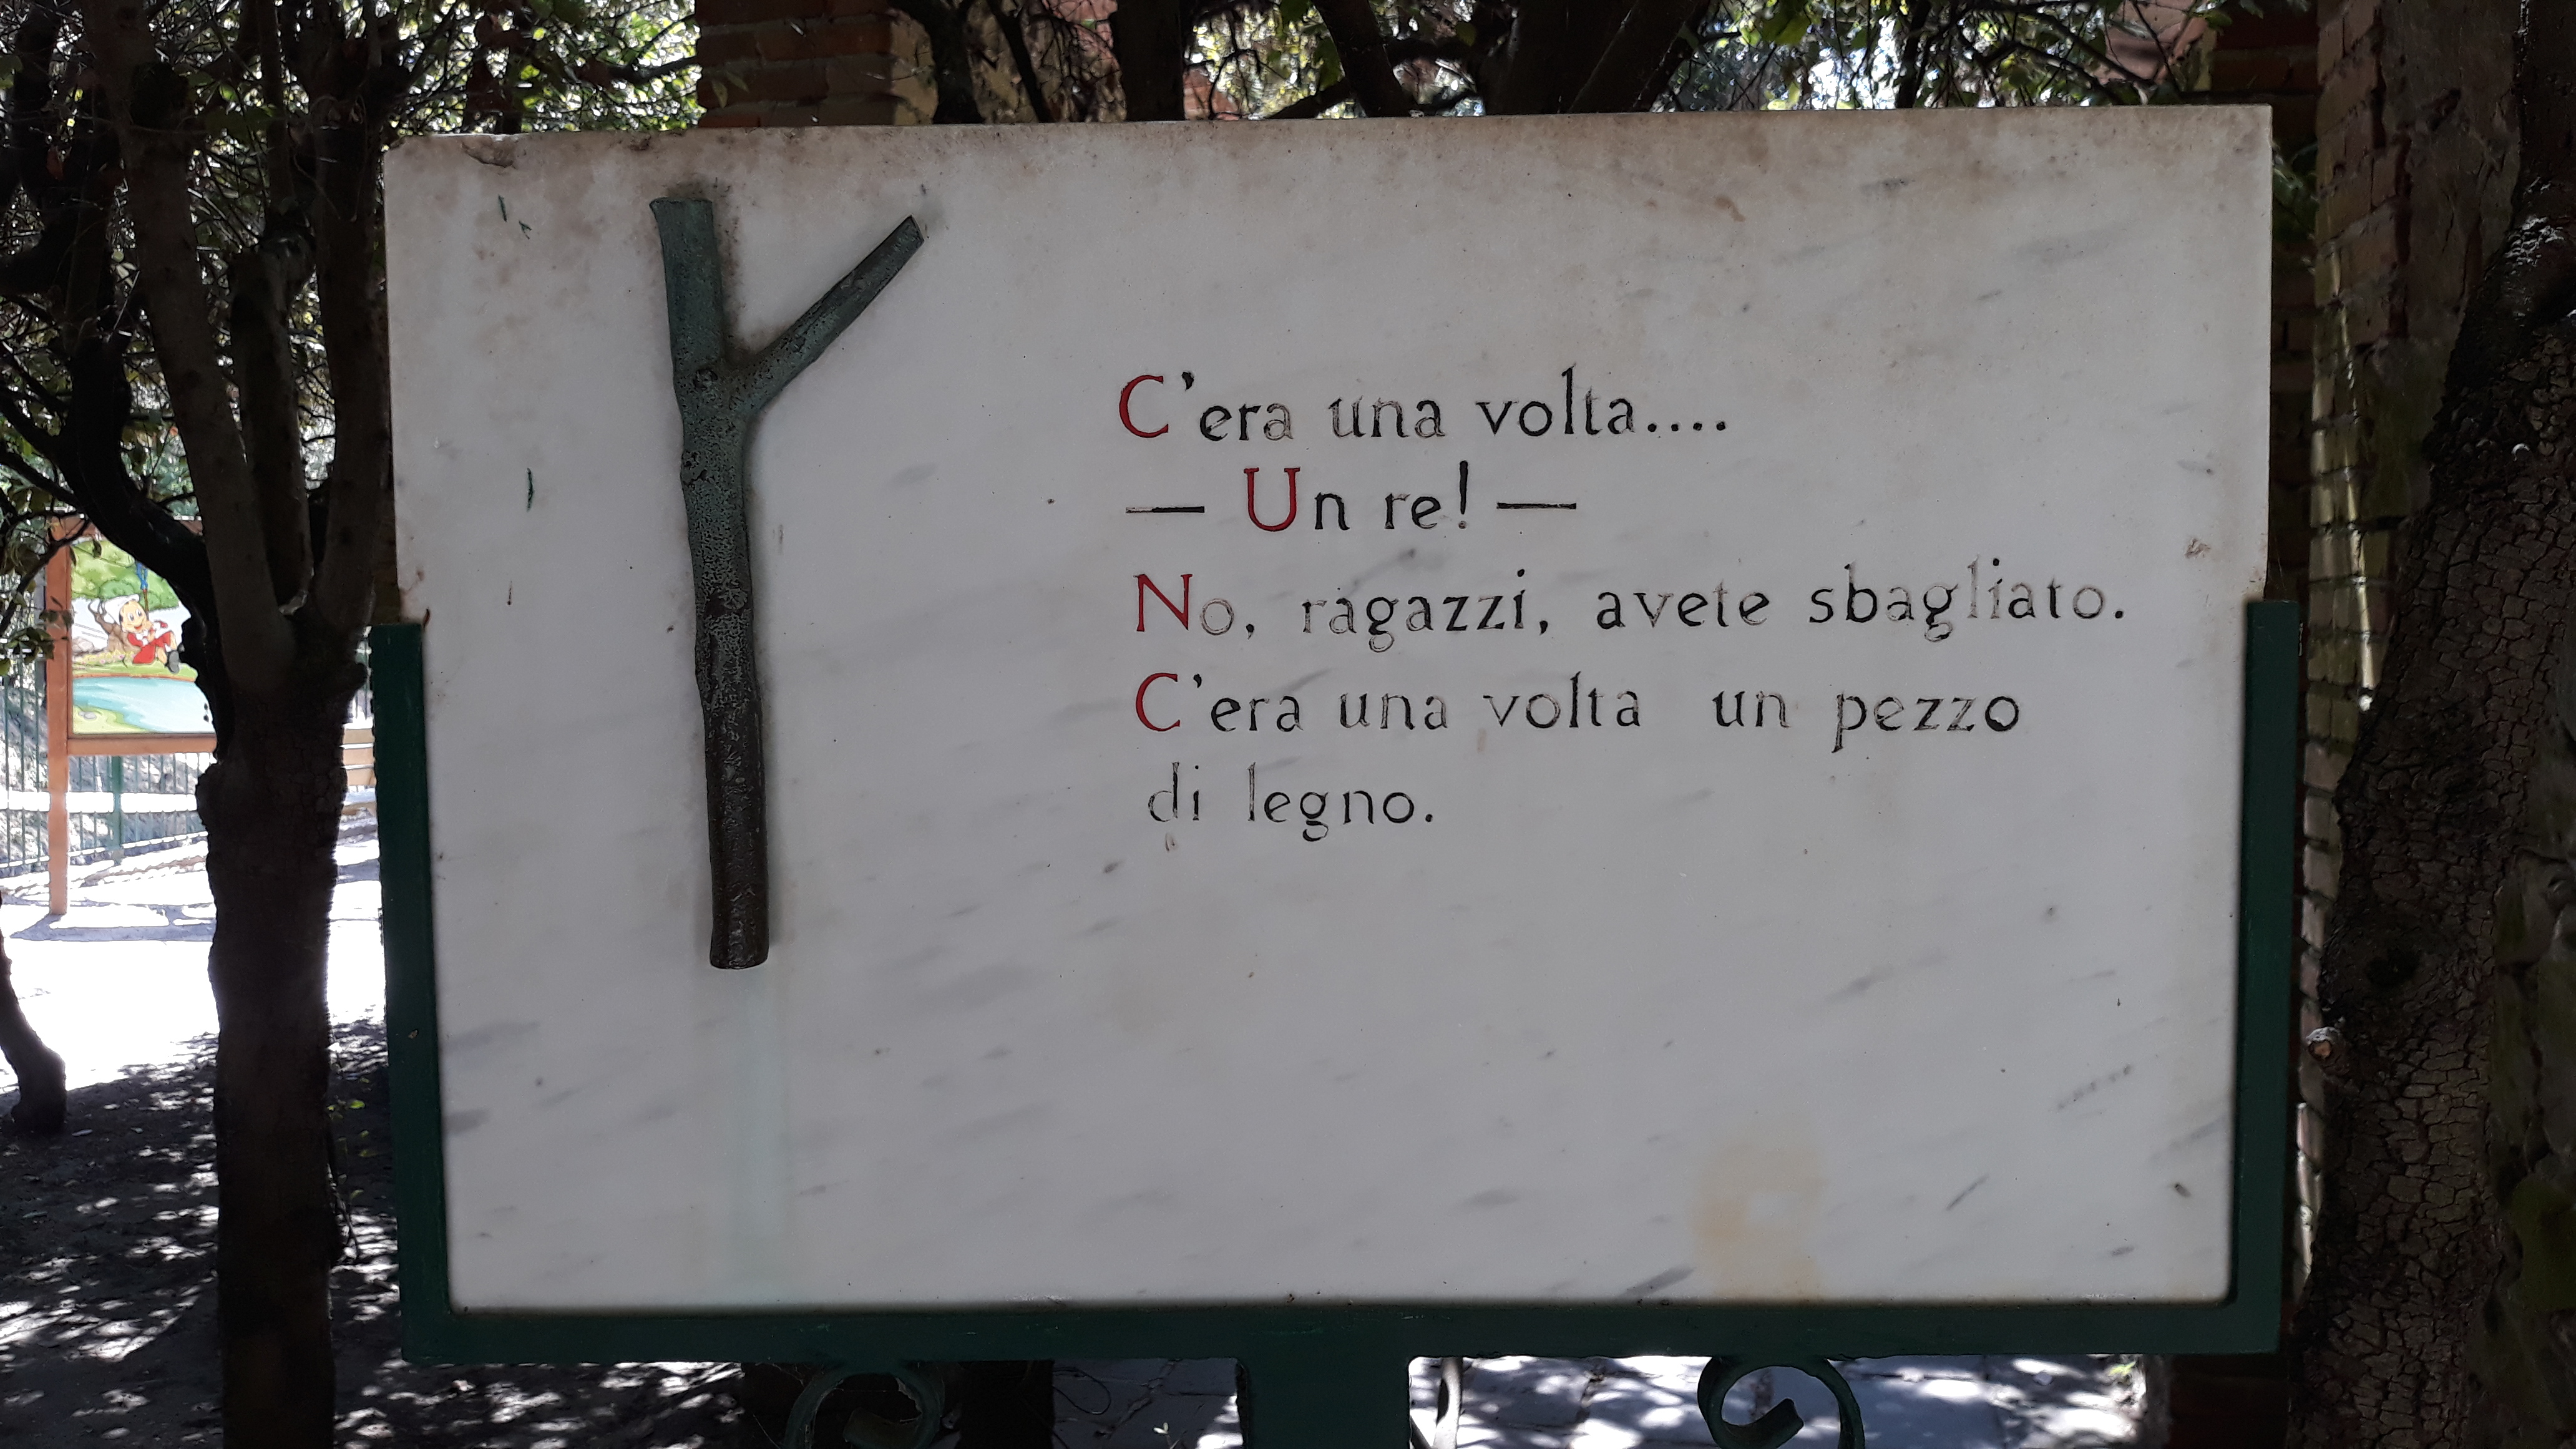 C'era una volta....
— Un re! —
No, ragazzi, avete sbagliato.
C'era una volta un pezzo
di legno.